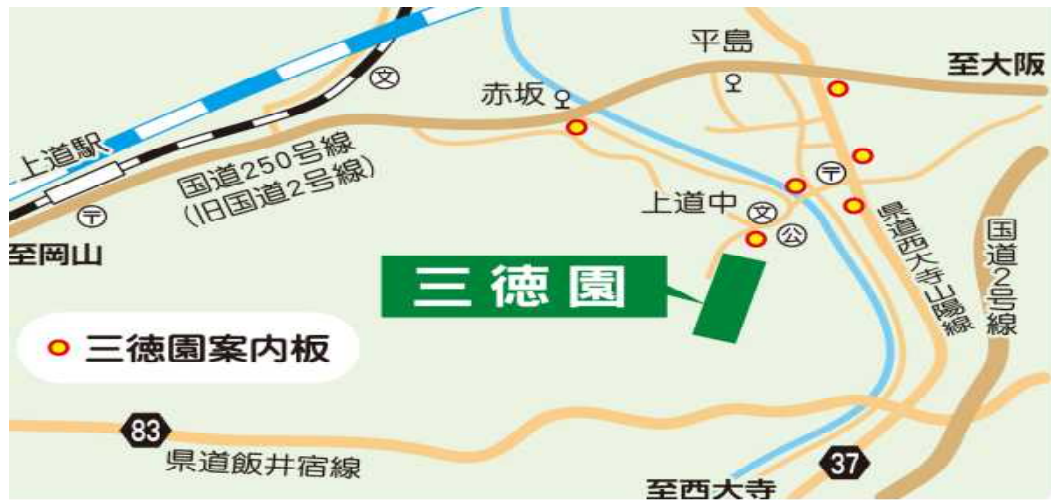 平島
至大阪
赤坂
文
上道駅
国道250号線
(旧国道2号線)
〒
〒
上道中
文
公
至岡山
県道西大寺山陽線
国道2号線
三徳園
三徳園案内板
83
県道飯井宿線
37
至西大寺